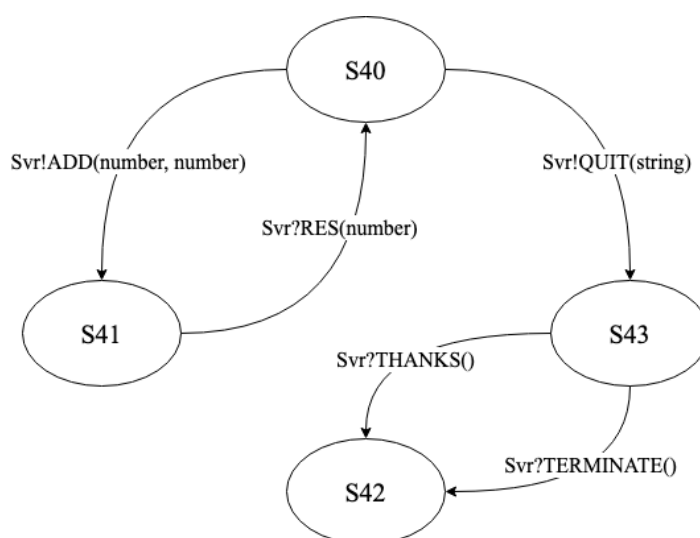 S40
Svr!ADD(number, number)
Svr!QUIT(string)
Svr?RES(number)
S41
S43
Svr?THANKS()
Svr?TERMINATE()
S42